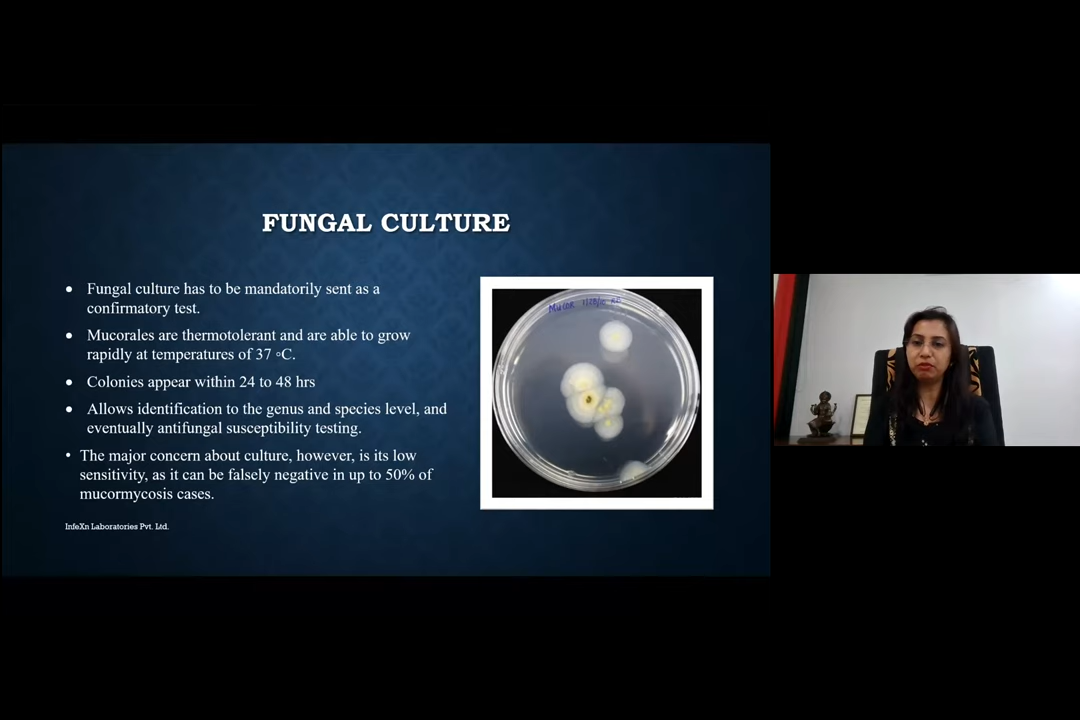 FUNGAL CULTURE
• Fungal culture has to be mandatorily sent as a
confirmatory test.
• Mucorales are thermotolerant and are able to grow
rapidly at temperatures of 37 ◦C.
• Colonies appear within 24 to 48 hrs
• Allows identification to the genus and species level, and
eventually antifungal susceptibility testing.
• The major concern about culture, however, is its low
sensitivity, as it can be falsely negative in up to 50% of
mucormycosis cases.
InfeXn Laboratories Pvt. Ltd.
Mucor